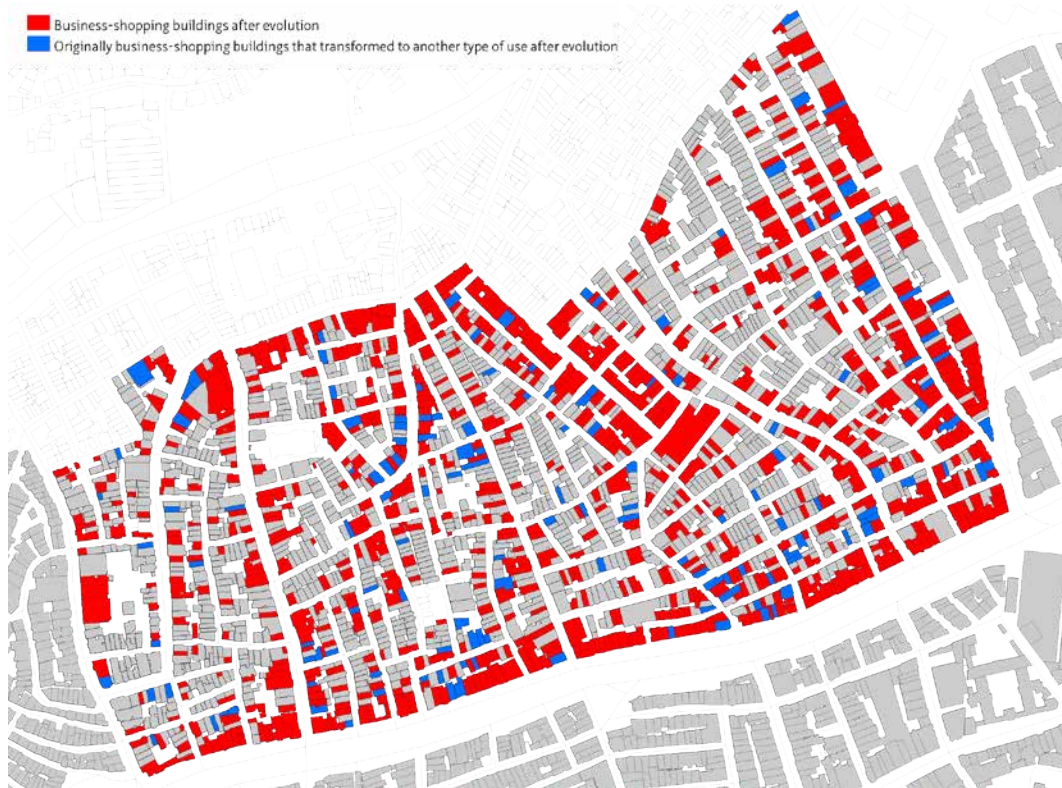 Business-shopping buildings after evolution
Originally business-shopping buildings that transformed to another type of use after evolution